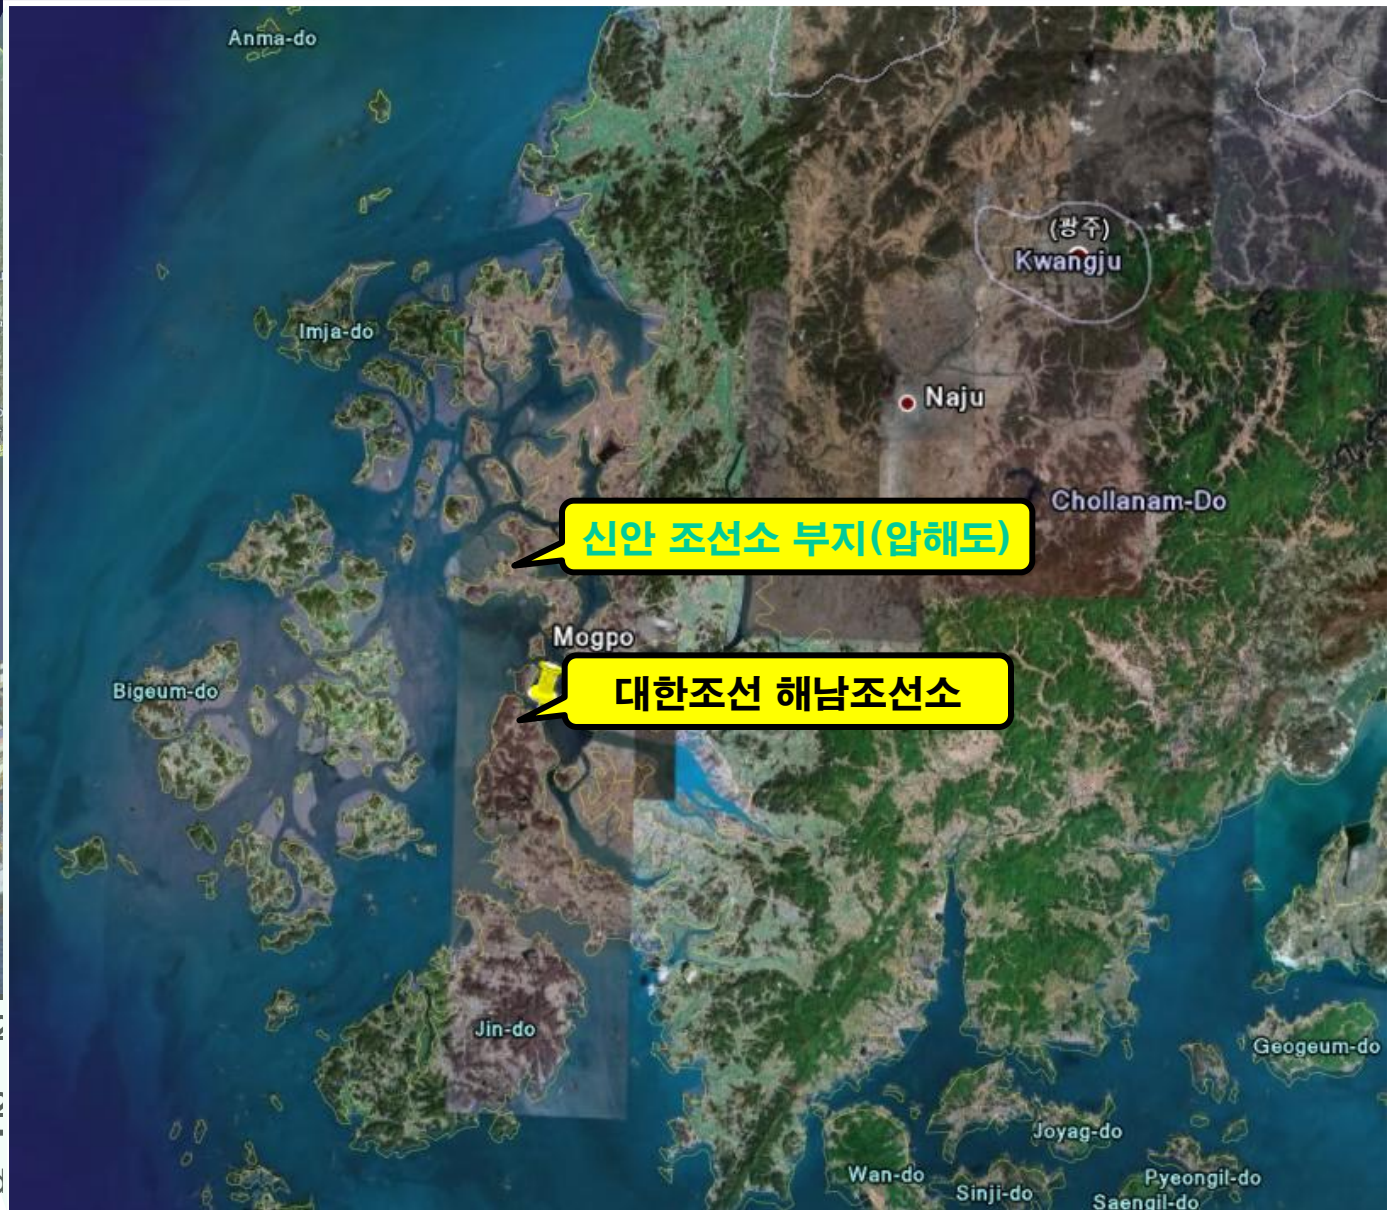 Anma-do
(광주)
Kwangju
Imja-do
Naju
Chollanam-Do
신안 조선소 부지(압해도)
Mogpo
대한조선 해남조선소
Bigeum-do
Jin-do
Geogeum-do
Joyag-do
Wan-do
Sinji-do
Pyeongil-do
Saengil-do